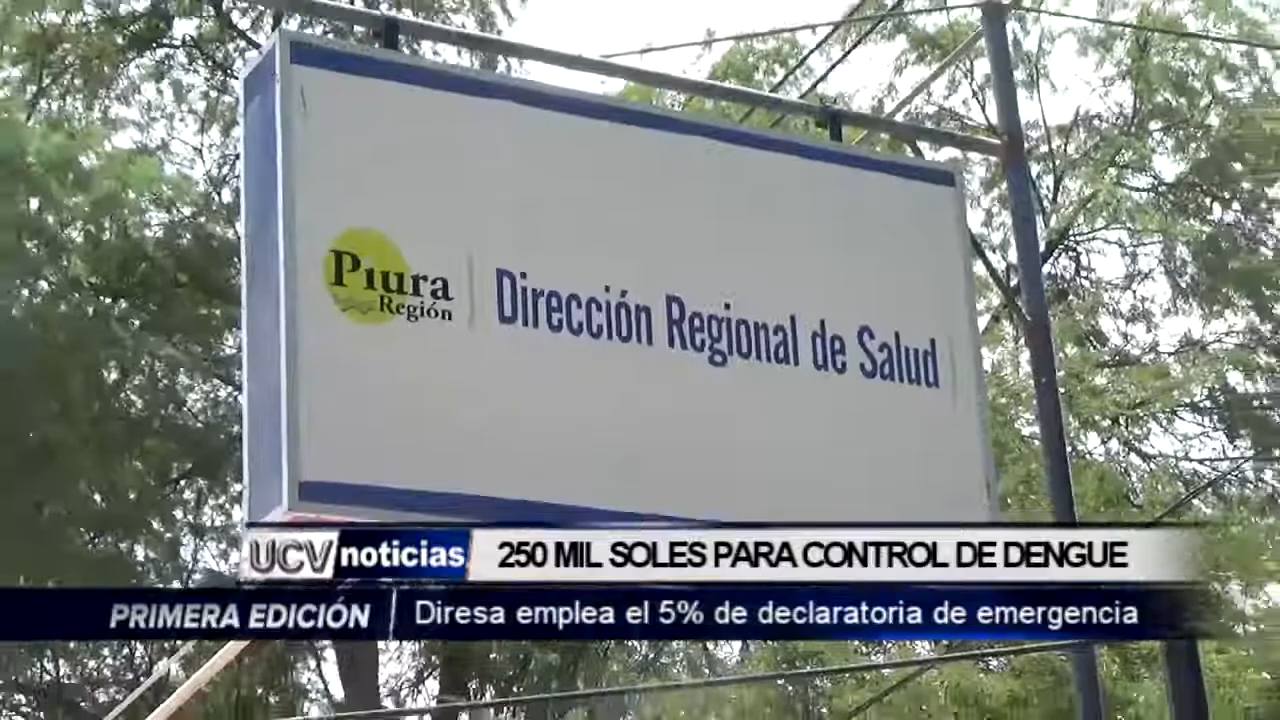 Piura
Región
Dirección Regional de Salud
UCV noticias
250 MIL SOLES PARA CONTROL DE DENGUE
PRIMERA EDICIÓN
Diresa emplea el 5% de declaratoria de emergencia